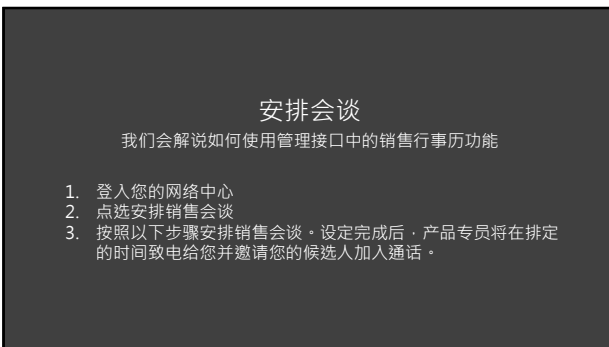 安排会谈
我们会解说如何使用管理接口中的销售行事历功能
1. 登入您的网络中心
2. 点选安排销售会谈
3. 按照以下步骤安排销售会谈。设定完成后，产品专员将在排定
的时间致电给您并邀请您的候选人加入通话。